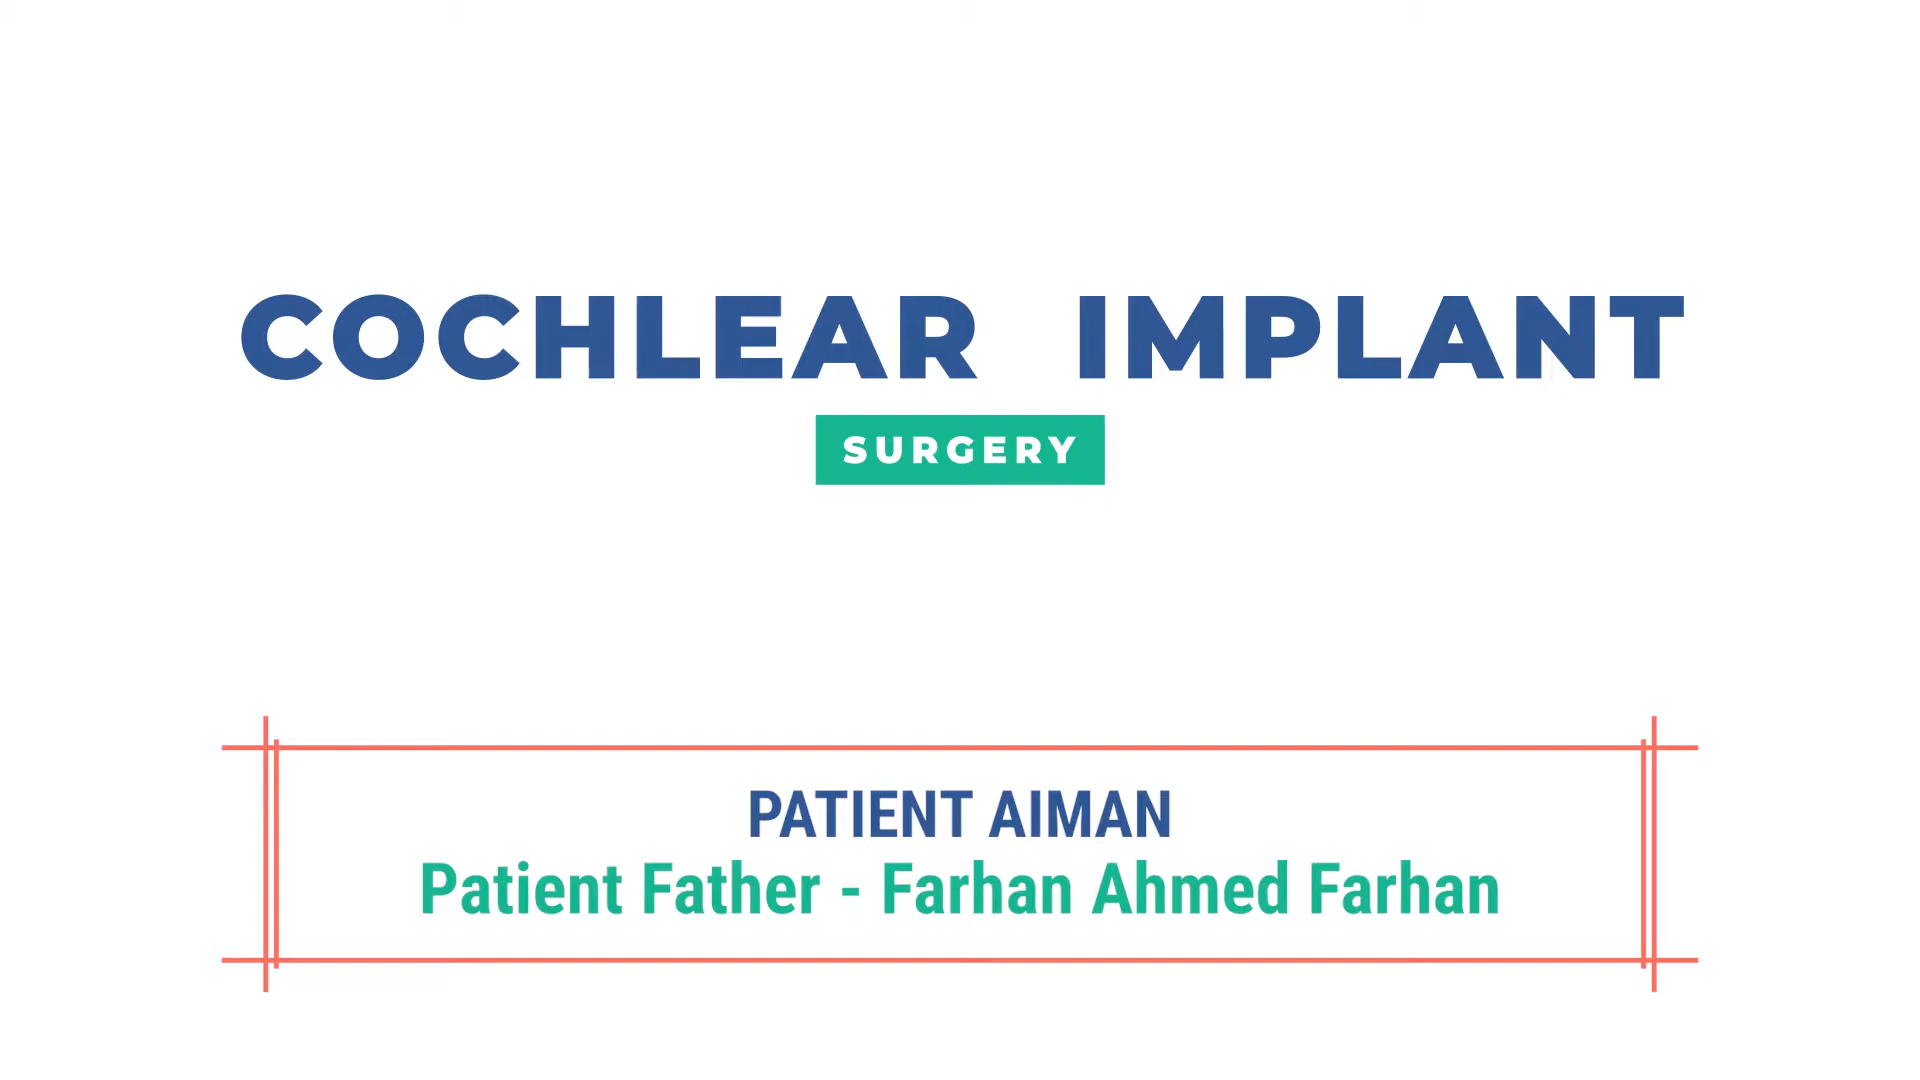 COCHLEAR IMPLANT
SURGERY
PATIENT AIMAN
Patient Father - Farhan Ahmed Farhan